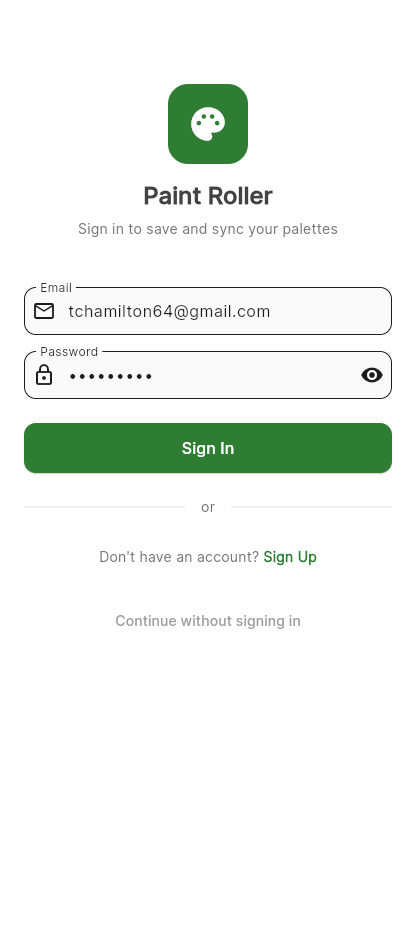 Paint Roller
Sign in to save and sync your palettes
Email
tchamilton64@gmail.com
Password
•••••••••
Sign In
or
Don't have an account? Sign Up
Continue without signing in